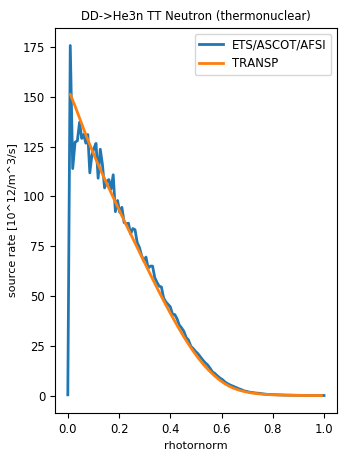 DD->He3n TT Neutron (thermonuclear)
ETS/ASCOT/AFSI
TRANSP
source rate [10^12/m^3/s]
175
150
125
100
75
50
25
0
0.0 0.2 0.4 0.6 0.8 1.0
rhotornorm